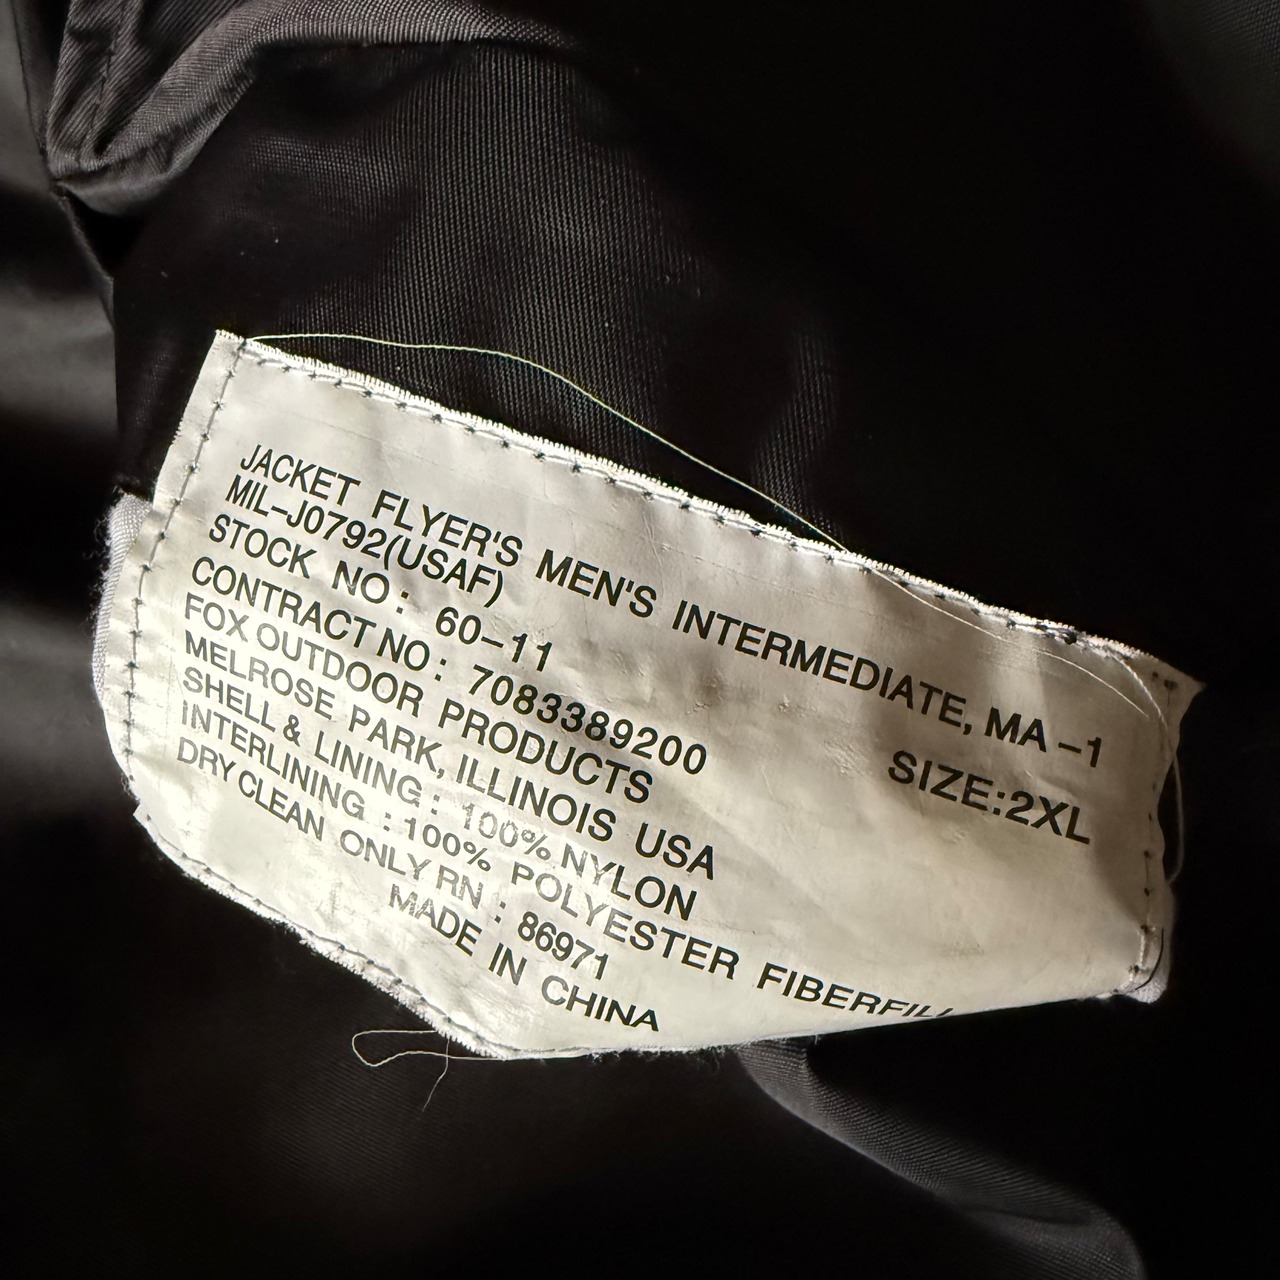 JACKET FLYER'S MEN'S INTERMEDIATE, MA-1
MIL-J0792(USAF)
SIZE:2XL
STOCK NO: 60-11
CONTRACT NO: 7083389200
FOX OUTDOOR PRODUCTS
MELROSE PARK, ILLINOIS USA
SHELL & LINING: 100% NYLON
INTERLINING : 100% POLYESTER FIBERFILL
DRY CLEAN ONLY RN : 86971
MADE IN CHINA